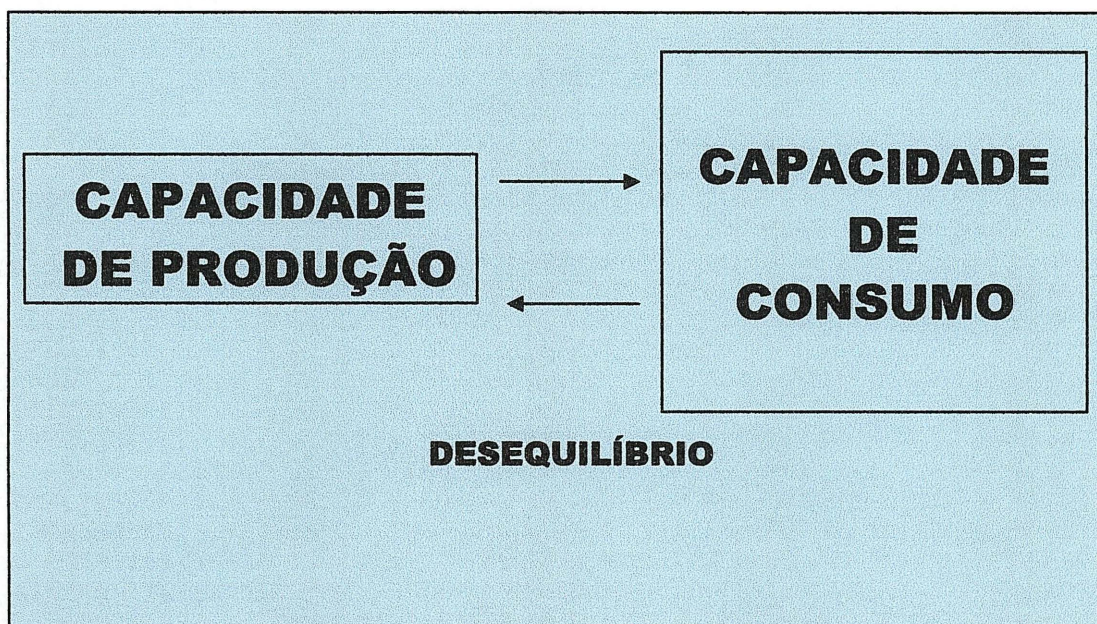 CAPACIDADE
DE PRODUÇÃO
CAPACIDADE
DE
CONSUMO
DESEQUILÍBRIO